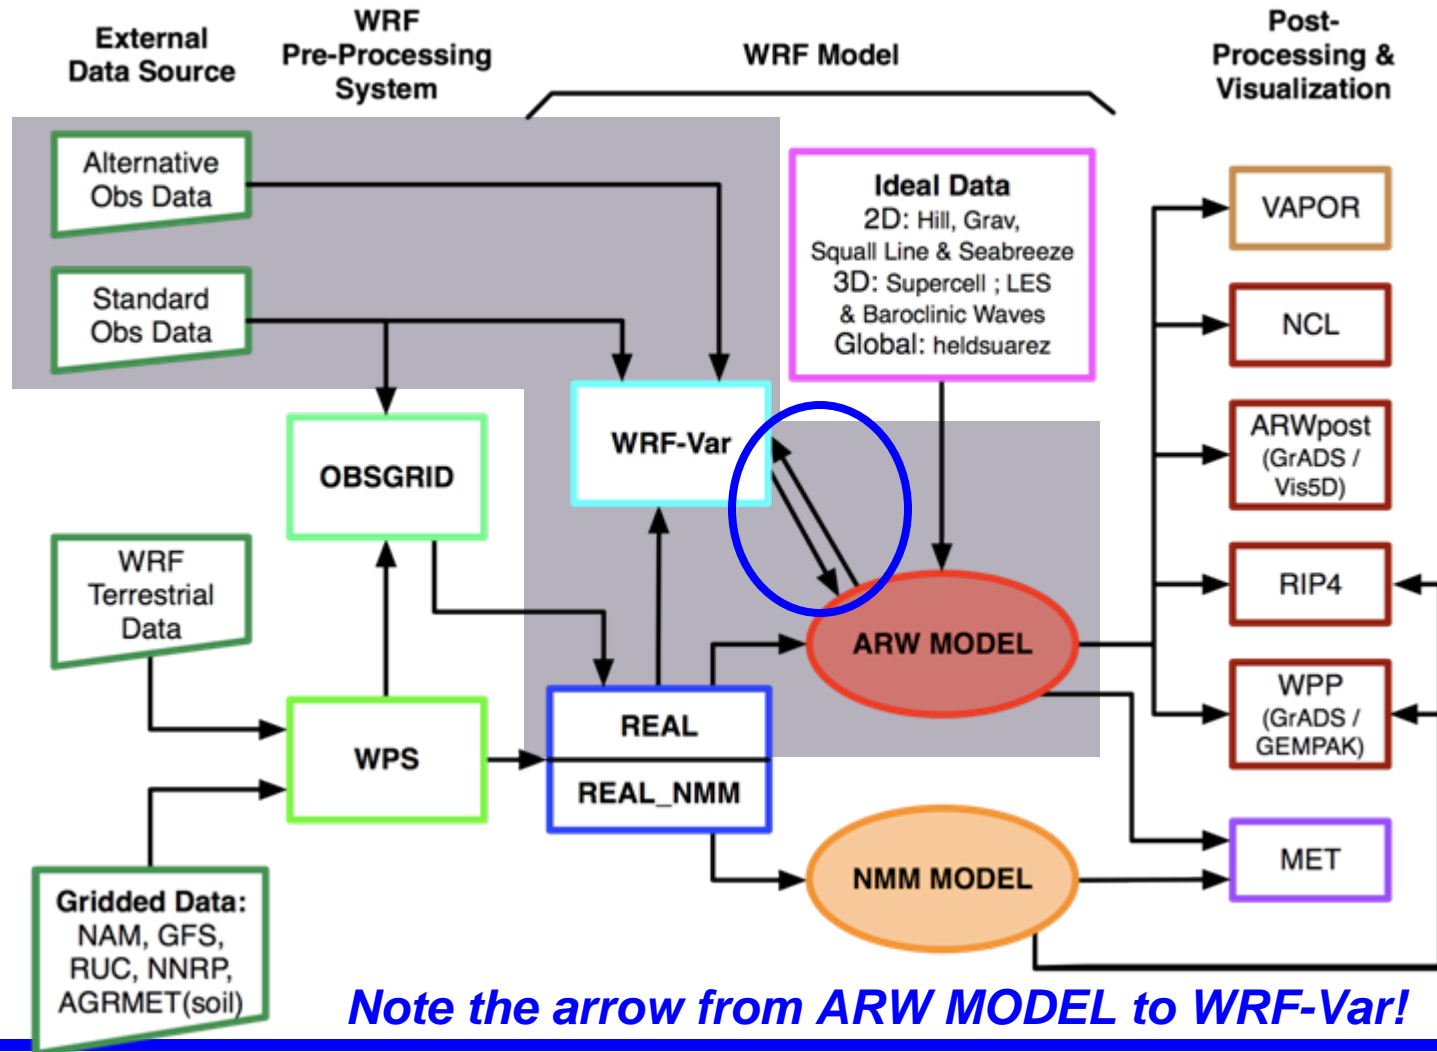 External
Data Source
WRF
Pre-Processing
System
WRF Model
Post-
Processing &
Visualization
Alternative
Obs Data
Standard
Obs Data
WRF
Terrestrial
Data
Gridded Data:
NAM, GFS,
RUC, NNRP,
AGRMET(soil)
OBSGRID
WPS
WRF-Var
REAL
REAL_NMM
Ideal Data
2D: Hill, Grav,
Squall Line & Seabreeze
3D: Supercell ; LES
& Baroclinic Waves
Global: heldsuarez
ARW MODEL
NMM MODEL
VAPOR
NCL
ARWpost
(GrADS /
Vis5D)
RIP4
WPP
(GrADS /
GEMPAK)
MET
Note the arrow from ARW MODEL to WRF-Var!